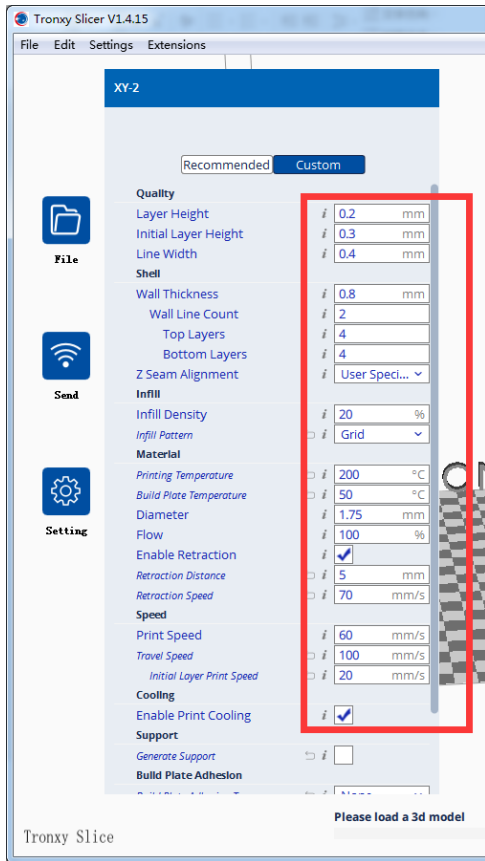 Tronxy Slicer V1.4.15
File Edit Settings Extensions
XY-2
Recommended Custom
Quality
Layer Height i 0.2 mm
Initial Layer Height i 0.3 mm
Line Width i 0.4 mm
File
Shell
Wall Thickness i 0.8 mm
Wall Line Count i 2
Top Layers i 4
Bottom Layers i 4
Z Seam Alignment i User Speci...
Send
Infill
Infill Density i 20 %
Infill Pattern i Grid
Material
Printing Temperature i 200 °C
Build Plate Temperature i 50 °C
Diameter i 1.75 mm
Setting
Flow i 100 %
Enable Retraction i
Retraction Distance i 5 mm
Retraction Speed i 70 mm/s
Speed
Print Speed i 60 mm/s
Travel Speed i 100 mm/s
Initial Layer Print Speed i 20 mm/s
Cooling
Enable Print Cooling i
Support
Generate Support i
Build Plate Adhesion
Please load a 3d model
Tronxy Slice